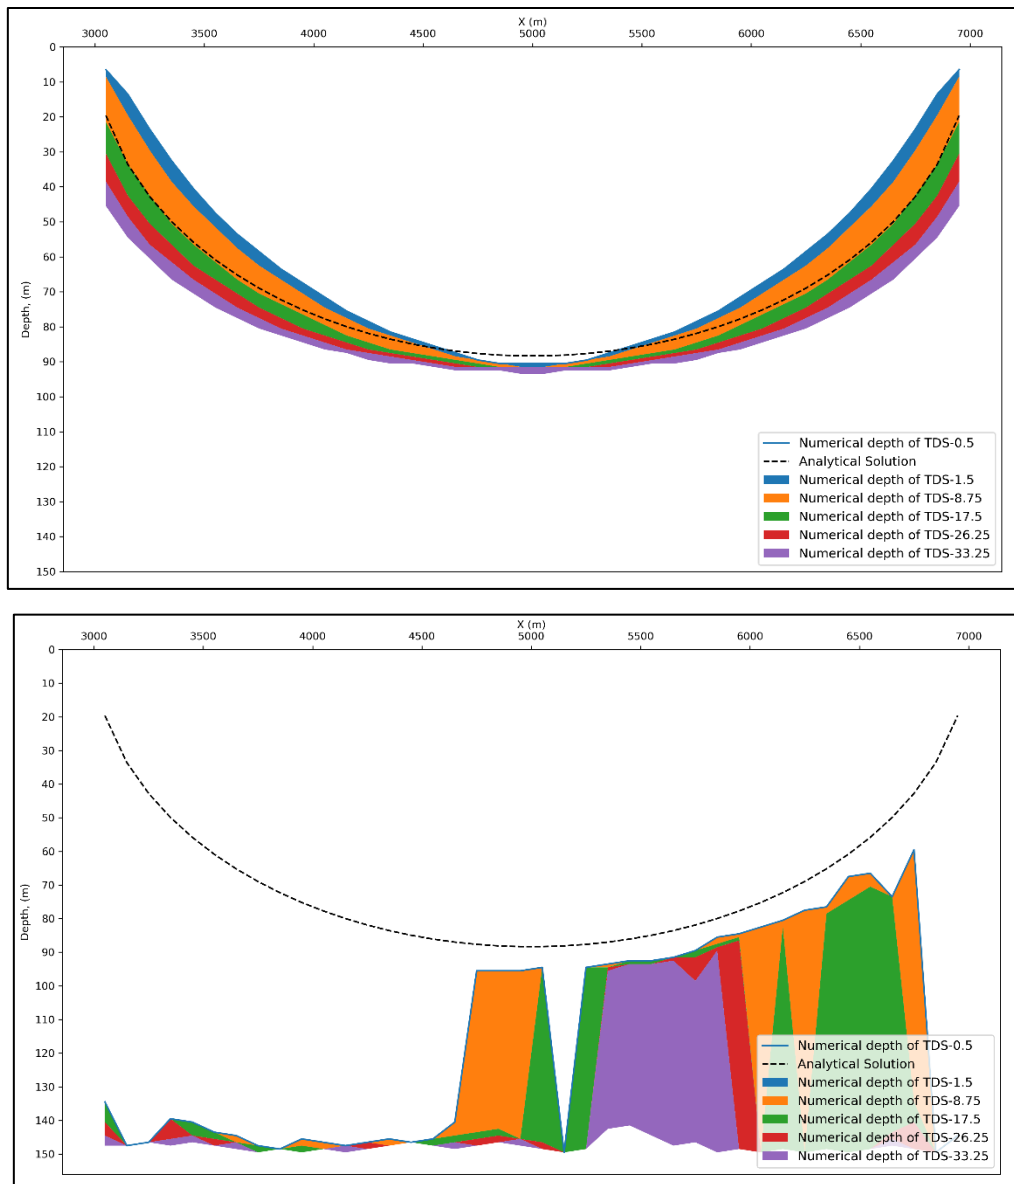 X (m)
3000 3500 4000 4500 5000 5500 6000 6500 7000
0
10
20
30
40
50
60
70
80
90
100
110
120
130
140
150
Depth, (m)
Numerical depth of TDS-0.5
Analytical Solution
Numerical depth of TDS-1.5
Numerical depth of TDS-8.75
Numerical depth of TDS-17.5
Numerical depth of TDS-26.25
Numerical depth of TDS-33.25
X (m)
3000 3500 4000 4500 5000 5500 6000 6500 7000
0
10
20
30
40
50
60
70
80
90
100
110
120
130
140
150
Depth, (m)
Numerical depth of TDS-0.5
Analytical Solution
Numerical depth of TDS-1.5
Numerical depth of TDS-8.75
Numerical depth of TDS-17.5
Numerical depth of TDS-26.25
Numerical depth of TDS-33.25